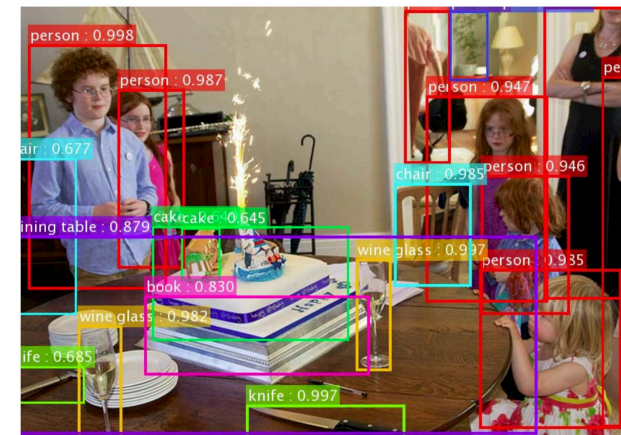 person : 0.998
person : 0.987
person : 0.947
pe
air : 0.677
chair : 0.985
person : 0.946
cake
cake : 0.645
ining table : 0.879
wine glass : 0.997
person : 0.985
book : 0.830
wine glass : 0.982
ife : 0.685
knife : 0.997